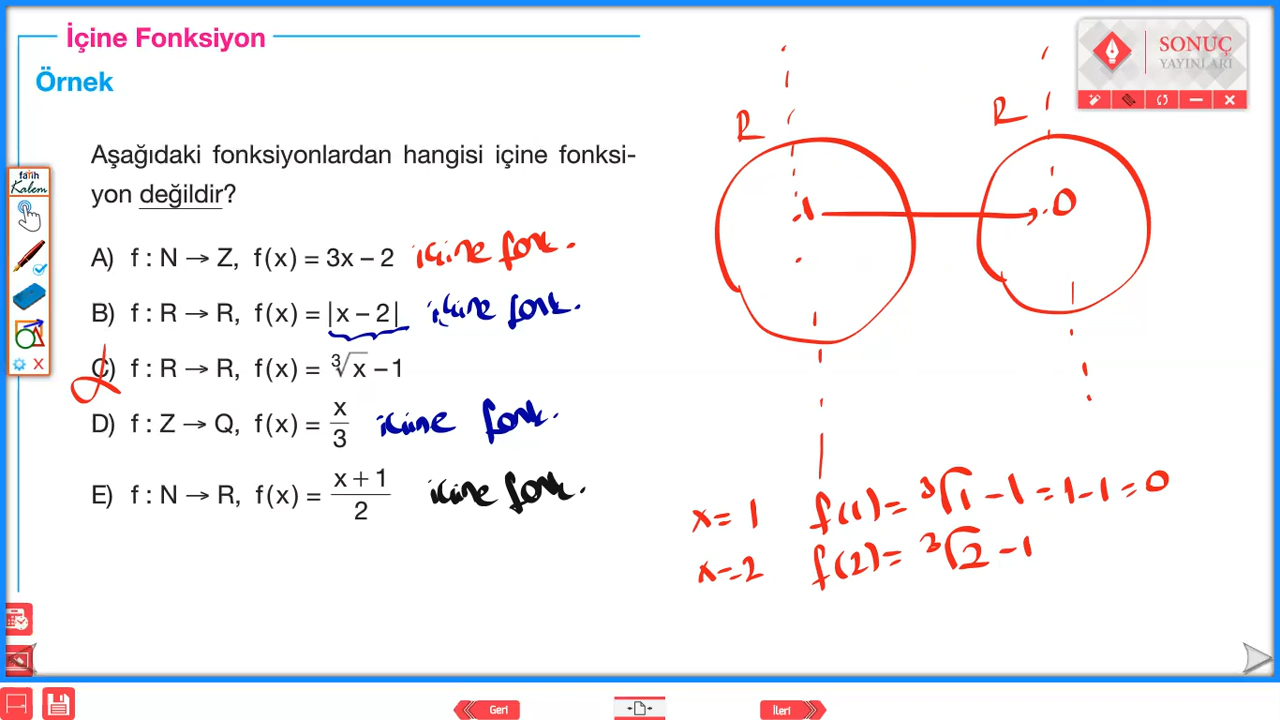 İçine Fonksiyon
Örnek
Aşağıdaki fonksiyonlardan hangisi içine fonksi-
yon değildir?
A) f : N → Z, f(x) = 3x – 2 içine fonk.
B) f : R → R, f(x) = |x – 2| içine fonk.
C) f : R → R, f(x) = ∛x – 1
D) f : Z → Q, f(x) = x/3 içine fonk.
E) f : N → R, f(x) = (x + 1)/2 içine fonk.
R R
.1 .0
x = 1 f(1) = ∛1 – 1 = 1 – 1 = 0
x = 2 f(2) = ∛2 – 1
SONUÇ
YAYINLARI
fatih
Kalem
Geri
İleri